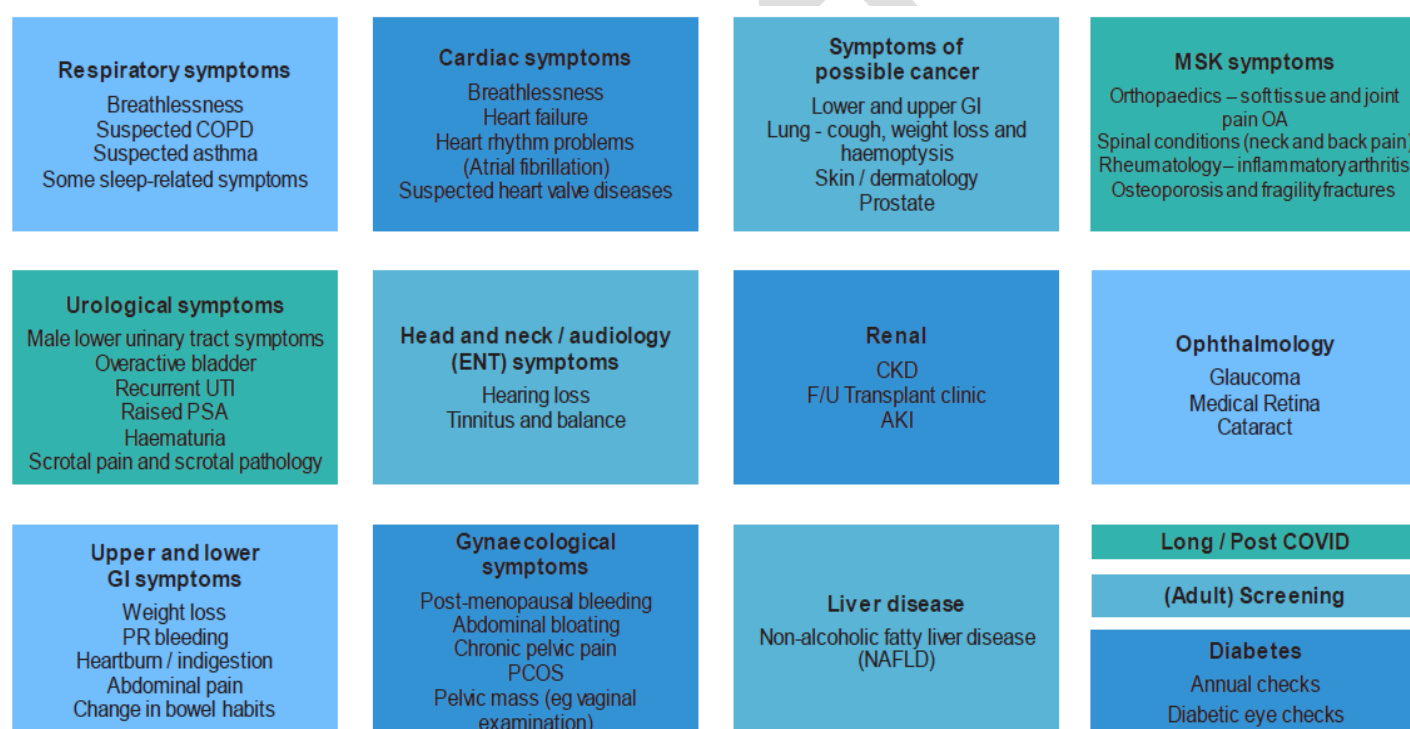 Respiratory symptoms
Breathlessness
Suspected COPD
Suspected asthma
Some sleep-related symptoms
Cardiac symptoms
Breathlessness
Heart failure
Heart rhythm problems
(Atrial fibrillation)
Suspected heart valve diseases
Symptoms of
possible cancer
Lower and upper GI
Lung - cough, weight loss and
haemoptysis
Skin / dermatology
Prostate
MSK symptoms
Orthopaedics – soft tissue and joint
pain OA
Spinal conditions (neck and back pain)
Rheumatology – inflammatory arthritis
Osteoporosis and fragility fractures
Urological symptoms
Male lower urinary tract symptoms
Overactive bladder
Recurrent UTI
Raised PSA
Haematuria
Scrotal pain and scrotal pathology
Head and neck / audiology
(ENT) symptoms
Hearing loss
Tinnitus and balance
Renal
CKD
F/U Transplant clinic
AKI
Ophthalmology
Glaucoma
Medical Retina
Cataract
Upper and lower
GI symptoms
Weight loss
PR bleeding
Heartburn / indigestion
Abdominal pain
Change in bowel habits
Gynaecological
symptoms
Post-menopausal bleeding
Abdominal bloating
Chronic pelvic pain
PCOS
Pelvic mass (eg vaginal
examination)
Liver disease
Non-alcoholic fatty liver disease
(NAFLD)
Long / Post COVID
(Adult) Screening
Diabetes
Annual checks
Diabetic eye checks